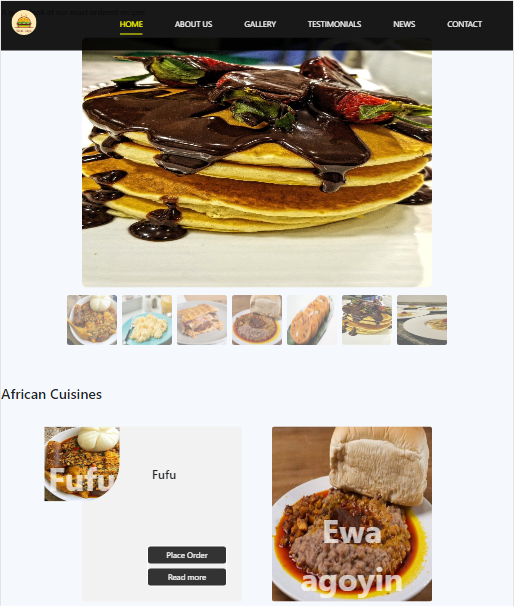 HOME ABOUT US GALLERY TESTIMONIALS NEWS CONTACT
African Cuisines
Fufu
Fufu
Ewa
agoyin
Place Order
Read more